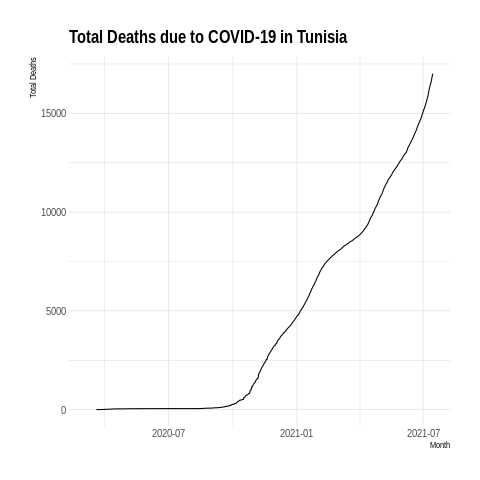 Total Deaths due to COVID-19 in Tunisia
Total Deaths
15000
10000
5000
0
2020-07 2021-01 2021-07
Month